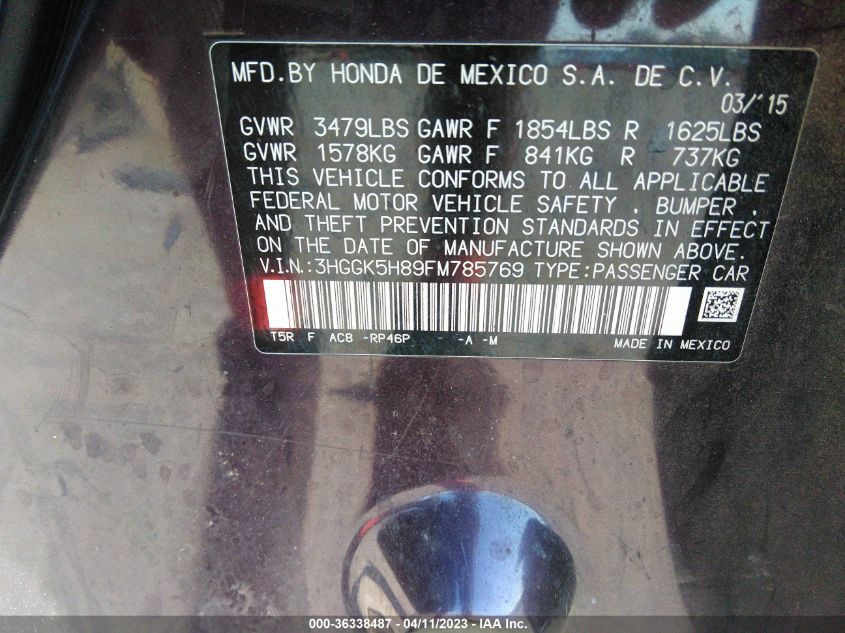 MFD.BY HONDA DE MEXICO S.A. DE C.V.
03/'15
GVWR 3479LBS GAWR F 1854LBS R 1625LBS
GVWR 1578KG GAWR F 841KG R 737KG
THIS VEHICLE CONFORMS TO ALL APPLICABLE
FEDERAL MOTOR VEHICLE SAFETY , BUMPER ,
AND THEFT PREVENTION STANDARDS IN EFFECT
ON THE DATE OF MANUFACTURE SHOWN ABOVE.
V.I.N.:3HGGK5H89FM785769 TYPE:PASSENGER CAR
T5R F AC8 -RP46P - -A -M MADE IN MEXICO
000-36338487 - 04/11/2023 - IAA Inc.